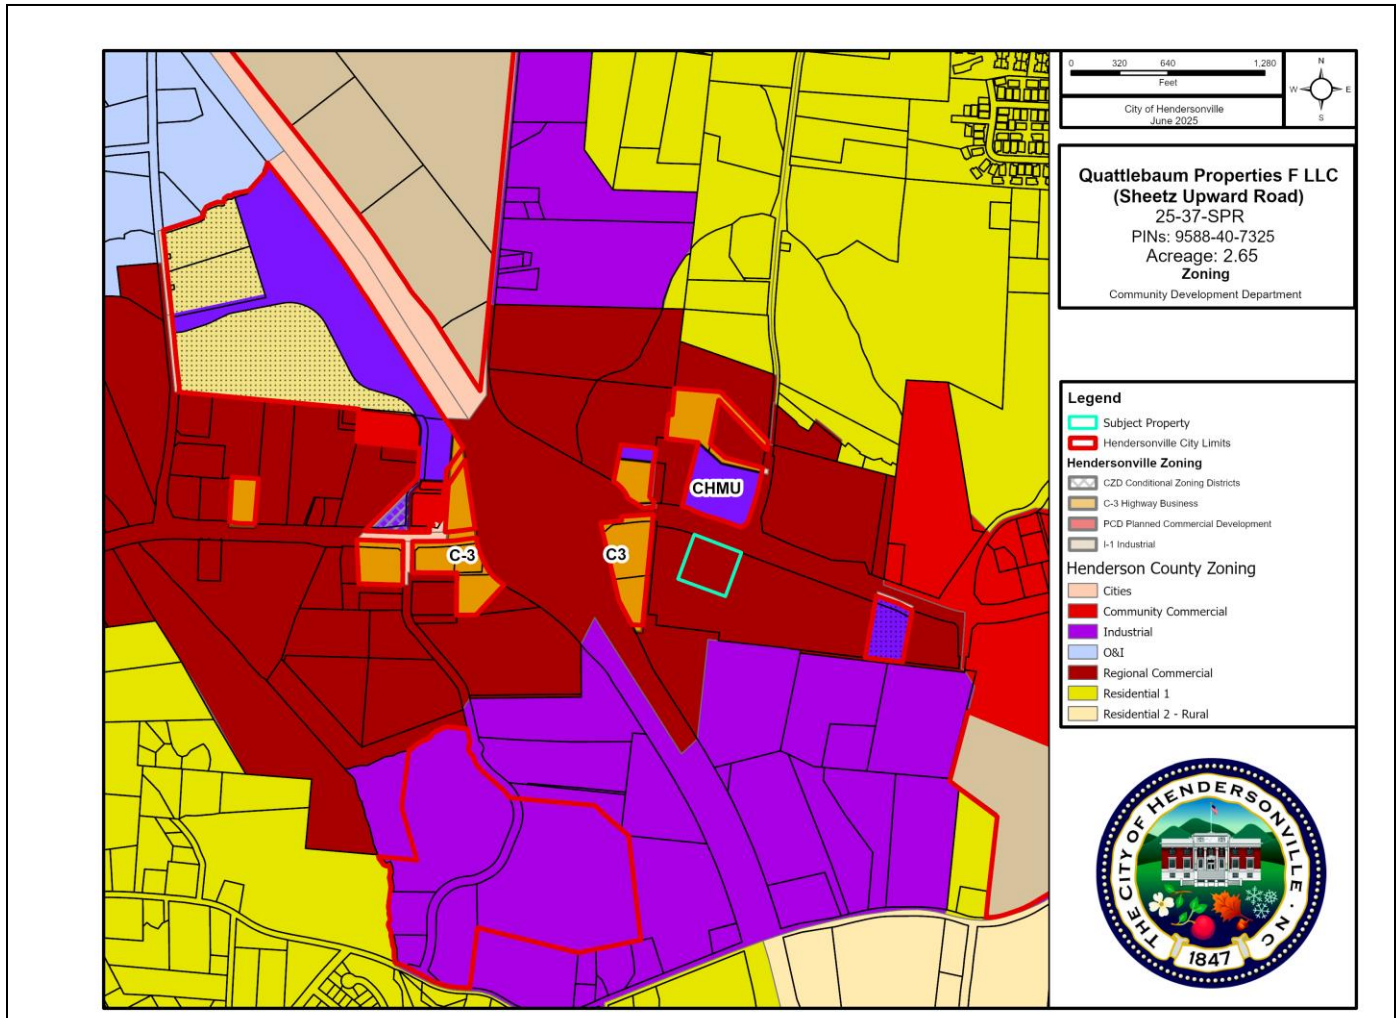 0 320 640 1,280
Feet
N
W E
S
City of Hendersonville
June 2025
Quattlebaum Properties F LLC
(Sheetz Upward Road)
25-37-SPR
PINs: 9588-40-7325
Acreage: 2.65
Zoning
Community Development Department
CHMU
C-3
C3
Legend
Subject Property
Hendersonville City Limits
Hendersonville Zoning
CZD Conditional Zoning Districts
C-3 Highway Business
PCD Planned Commercial Development
I-1 Industrial
Henderson County Zoning
Cities
Community Commercial
Industrial
O&I
Regional Commercial
Residential 1
Residential 2 - Rural
THE CITY OF HENDERSONVILLE · NC
1847